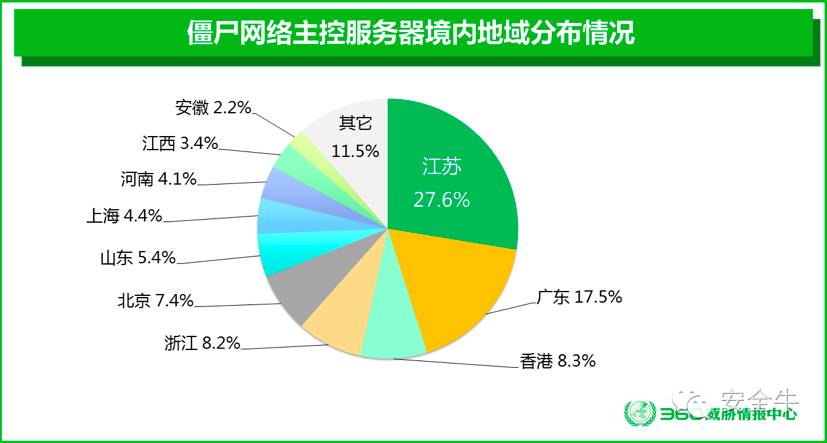 僵尸网络主控服务器境内地域分布情况
江苏
27.6%
广东 17.5%
香港 8.3%
浙江 8.2%
北京 7.4%
山东 5.4%
上海 4.4%
河南 4.1%
江西 3.4%
安徽 2.2%
其它
11.5%
安全牛
360威胁情报中心